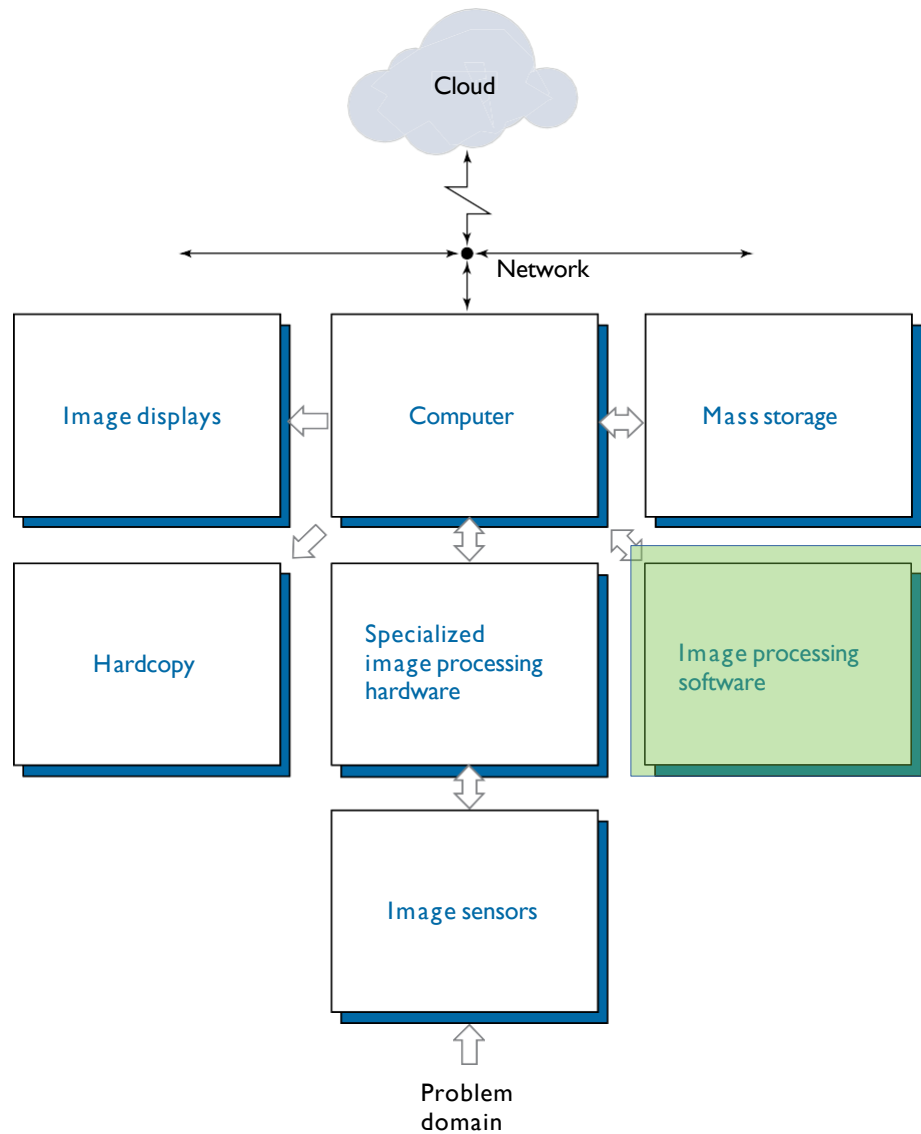 Cloud
Network
Image displays
Computer
Mass storage
Hardcopy
Specialized
image processing
hardware
Image processing
software
Image sensors
Problem
domain